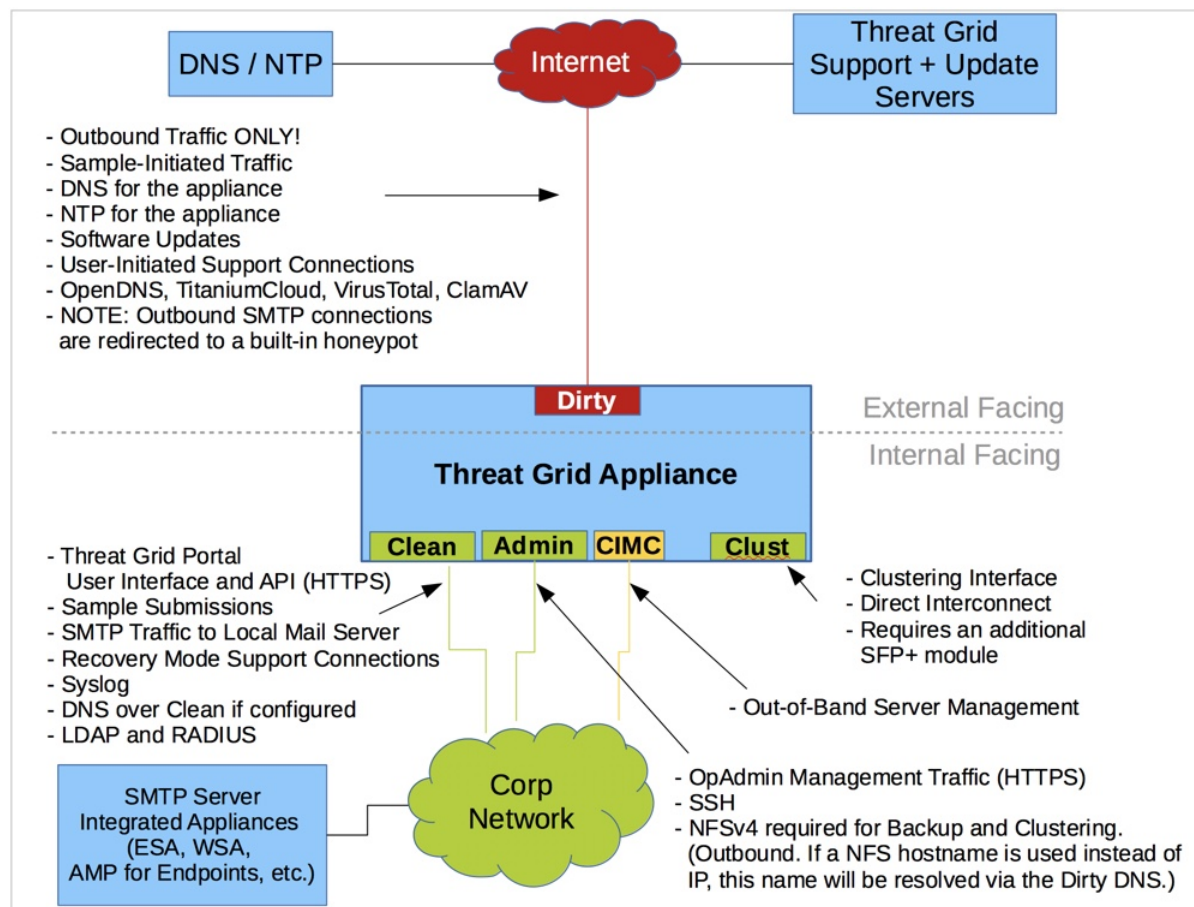 DNS / NTP
Internet
Threat Grid
Support + Update
Servers
- Outbound Traffic ONLY!
- Sample-Initiated Traffic
- DNS for the appliance
- NTP for the appliance
- Software Updates
- User-Initiated Support Connections
- OpenDNS, TitaniumCloud, VirusTotal, ClamAV
- NOTE: Outbound SMTP connections
are redirected to a built-in honeypot
Dirty
External Facing
Internal Facing
Threat Grid Appliance
Clean
Admin
CIMC
Clust
- Threat Grid Portal
User Interface and API (HTTPS)
- Sample Submissions
- SMTP Traffic to Local Mail Server
- Recovery Mode Support Connections
- Syslog
- DNS over Clean if configured
- LDAP and RADIUS
- Clustering Interface
- Direct Interconnect
- Requires an additional
SFP+ module
- Out-of-Band Server Management
- OpAdmin Management Traffic (HTTPS)
- SSH
- NFSv4 required for Backup and Clustering.
(Outbound. If a NFS hostname is used instead of
IP, this name will be resolved via the Dirty DNS.)
Corp
Network
SMTP Server
Integrated Appliances
(ESA, WSA,
AMP for Endpoints, etc.)